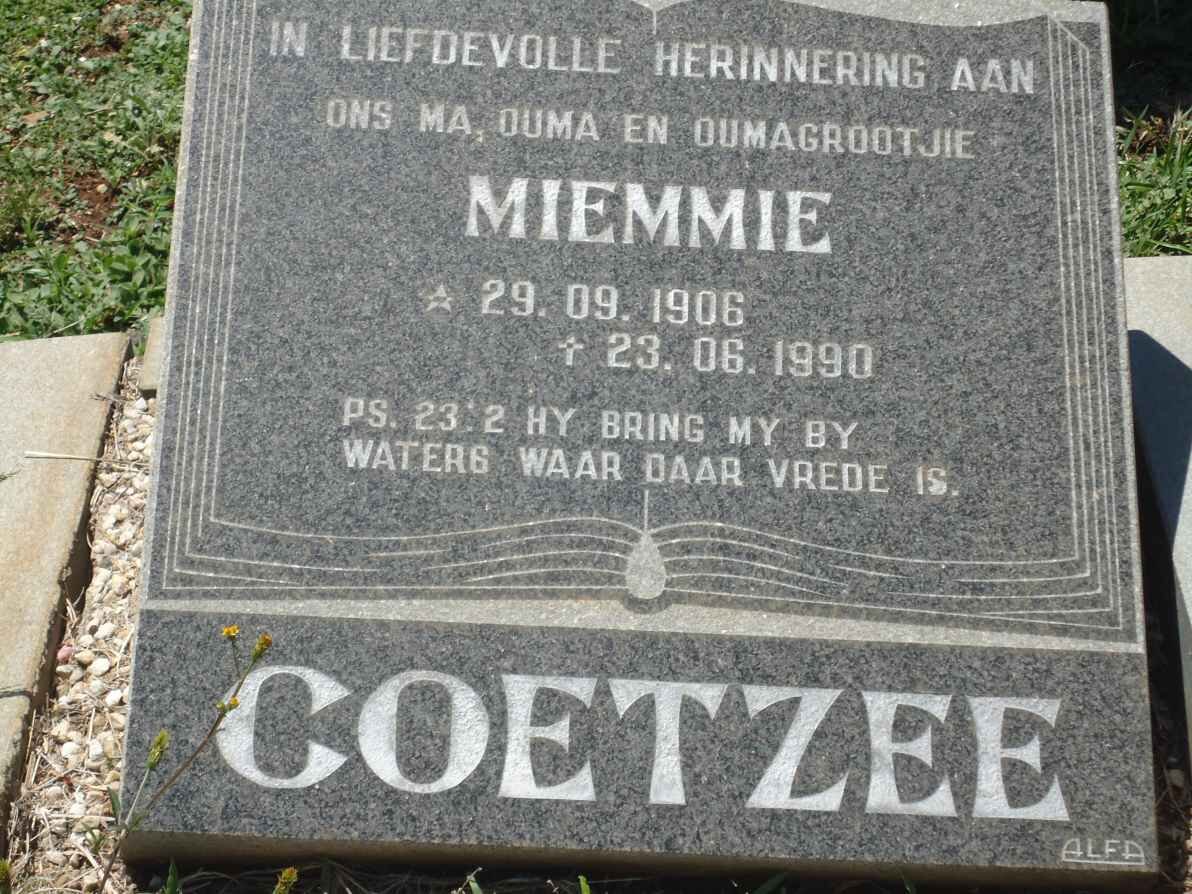 IN LIEFDEVOLLE HERINNERING AAN
ONS MA, OUMA EN OUMAGROOTJIE
MIEMMIE
☆ 29. 09. 1906
✝ 23. 06. 1990
PS. 23:2 HY BRING MY BY
WATERS WAAR DAAR VREDE IS.
COETZEE
ALFA